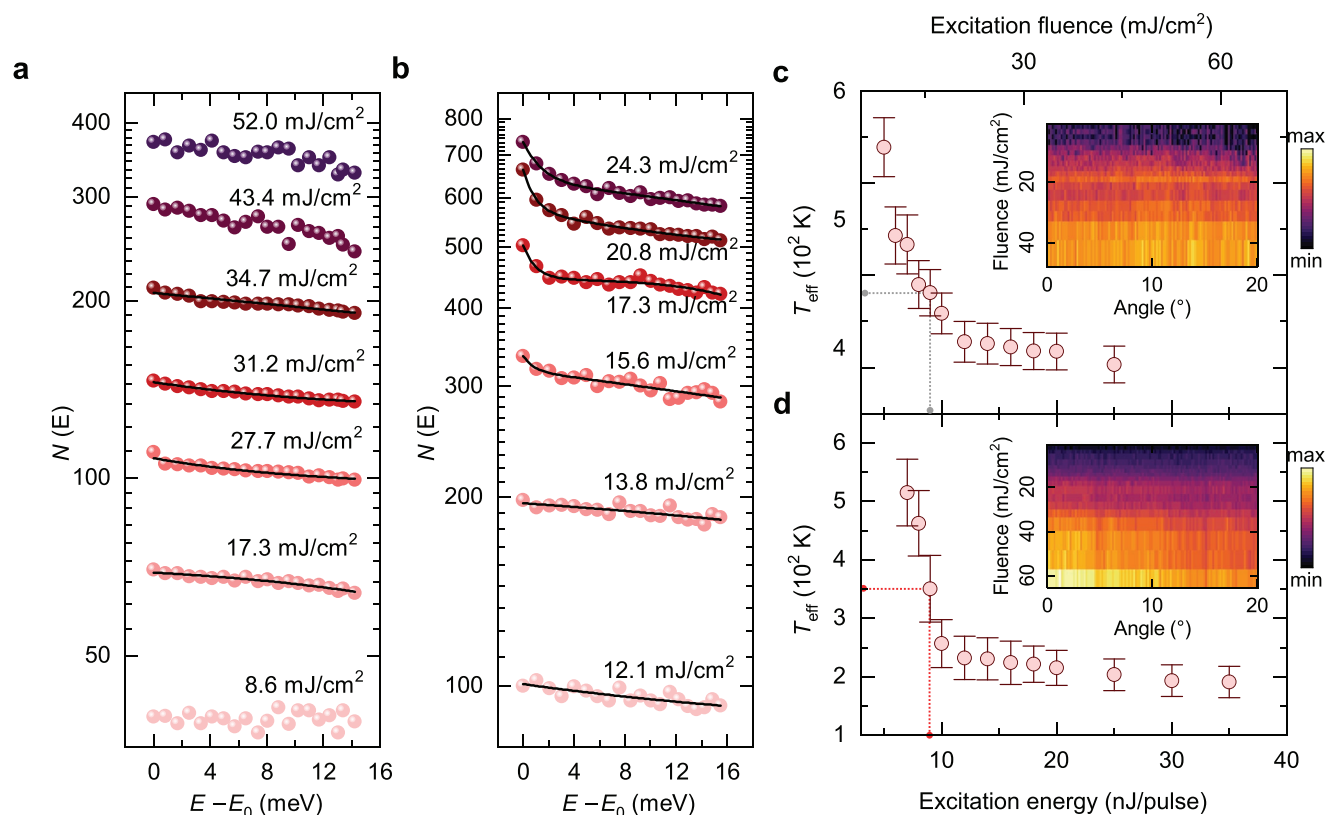 a
N (E)
400
300
200
100
50
52.0 mJ/cm²
43.4 mJ/cm²
34.7 mJ/cm²
31.2 mJ/cm²
27.7 mJ/cm²
17.3 mJ/cm²
8.6 mJ/cm²
0 4 8 12 16
E − E₀ (meV)
b
N (E)
800
700
600
500
400
300
200
100
24.3 mJ/cm²
20.8 mJ/cm²
17.3 mJ/cm²
15.6 mJ/cm²
13.8 mJ/cm²
12.1 mJ/cm²
0 4 8 12 16
E − E₀ (meV)
Excitation fluence (mJ/cm²)
30 60
c
T_eff (10² K)
6
5
4
Fluence (mJ/cm²)
20
40
0 10 20
Angle (°)
max
min
d
T_eff (10² K)
6
5
4
3
2
1
Fluence (mJ/cm²)
20
40
60
0 10 20
Angle (°)
max
min
10 20 30 40
Excitation energy (nJ/pulse)